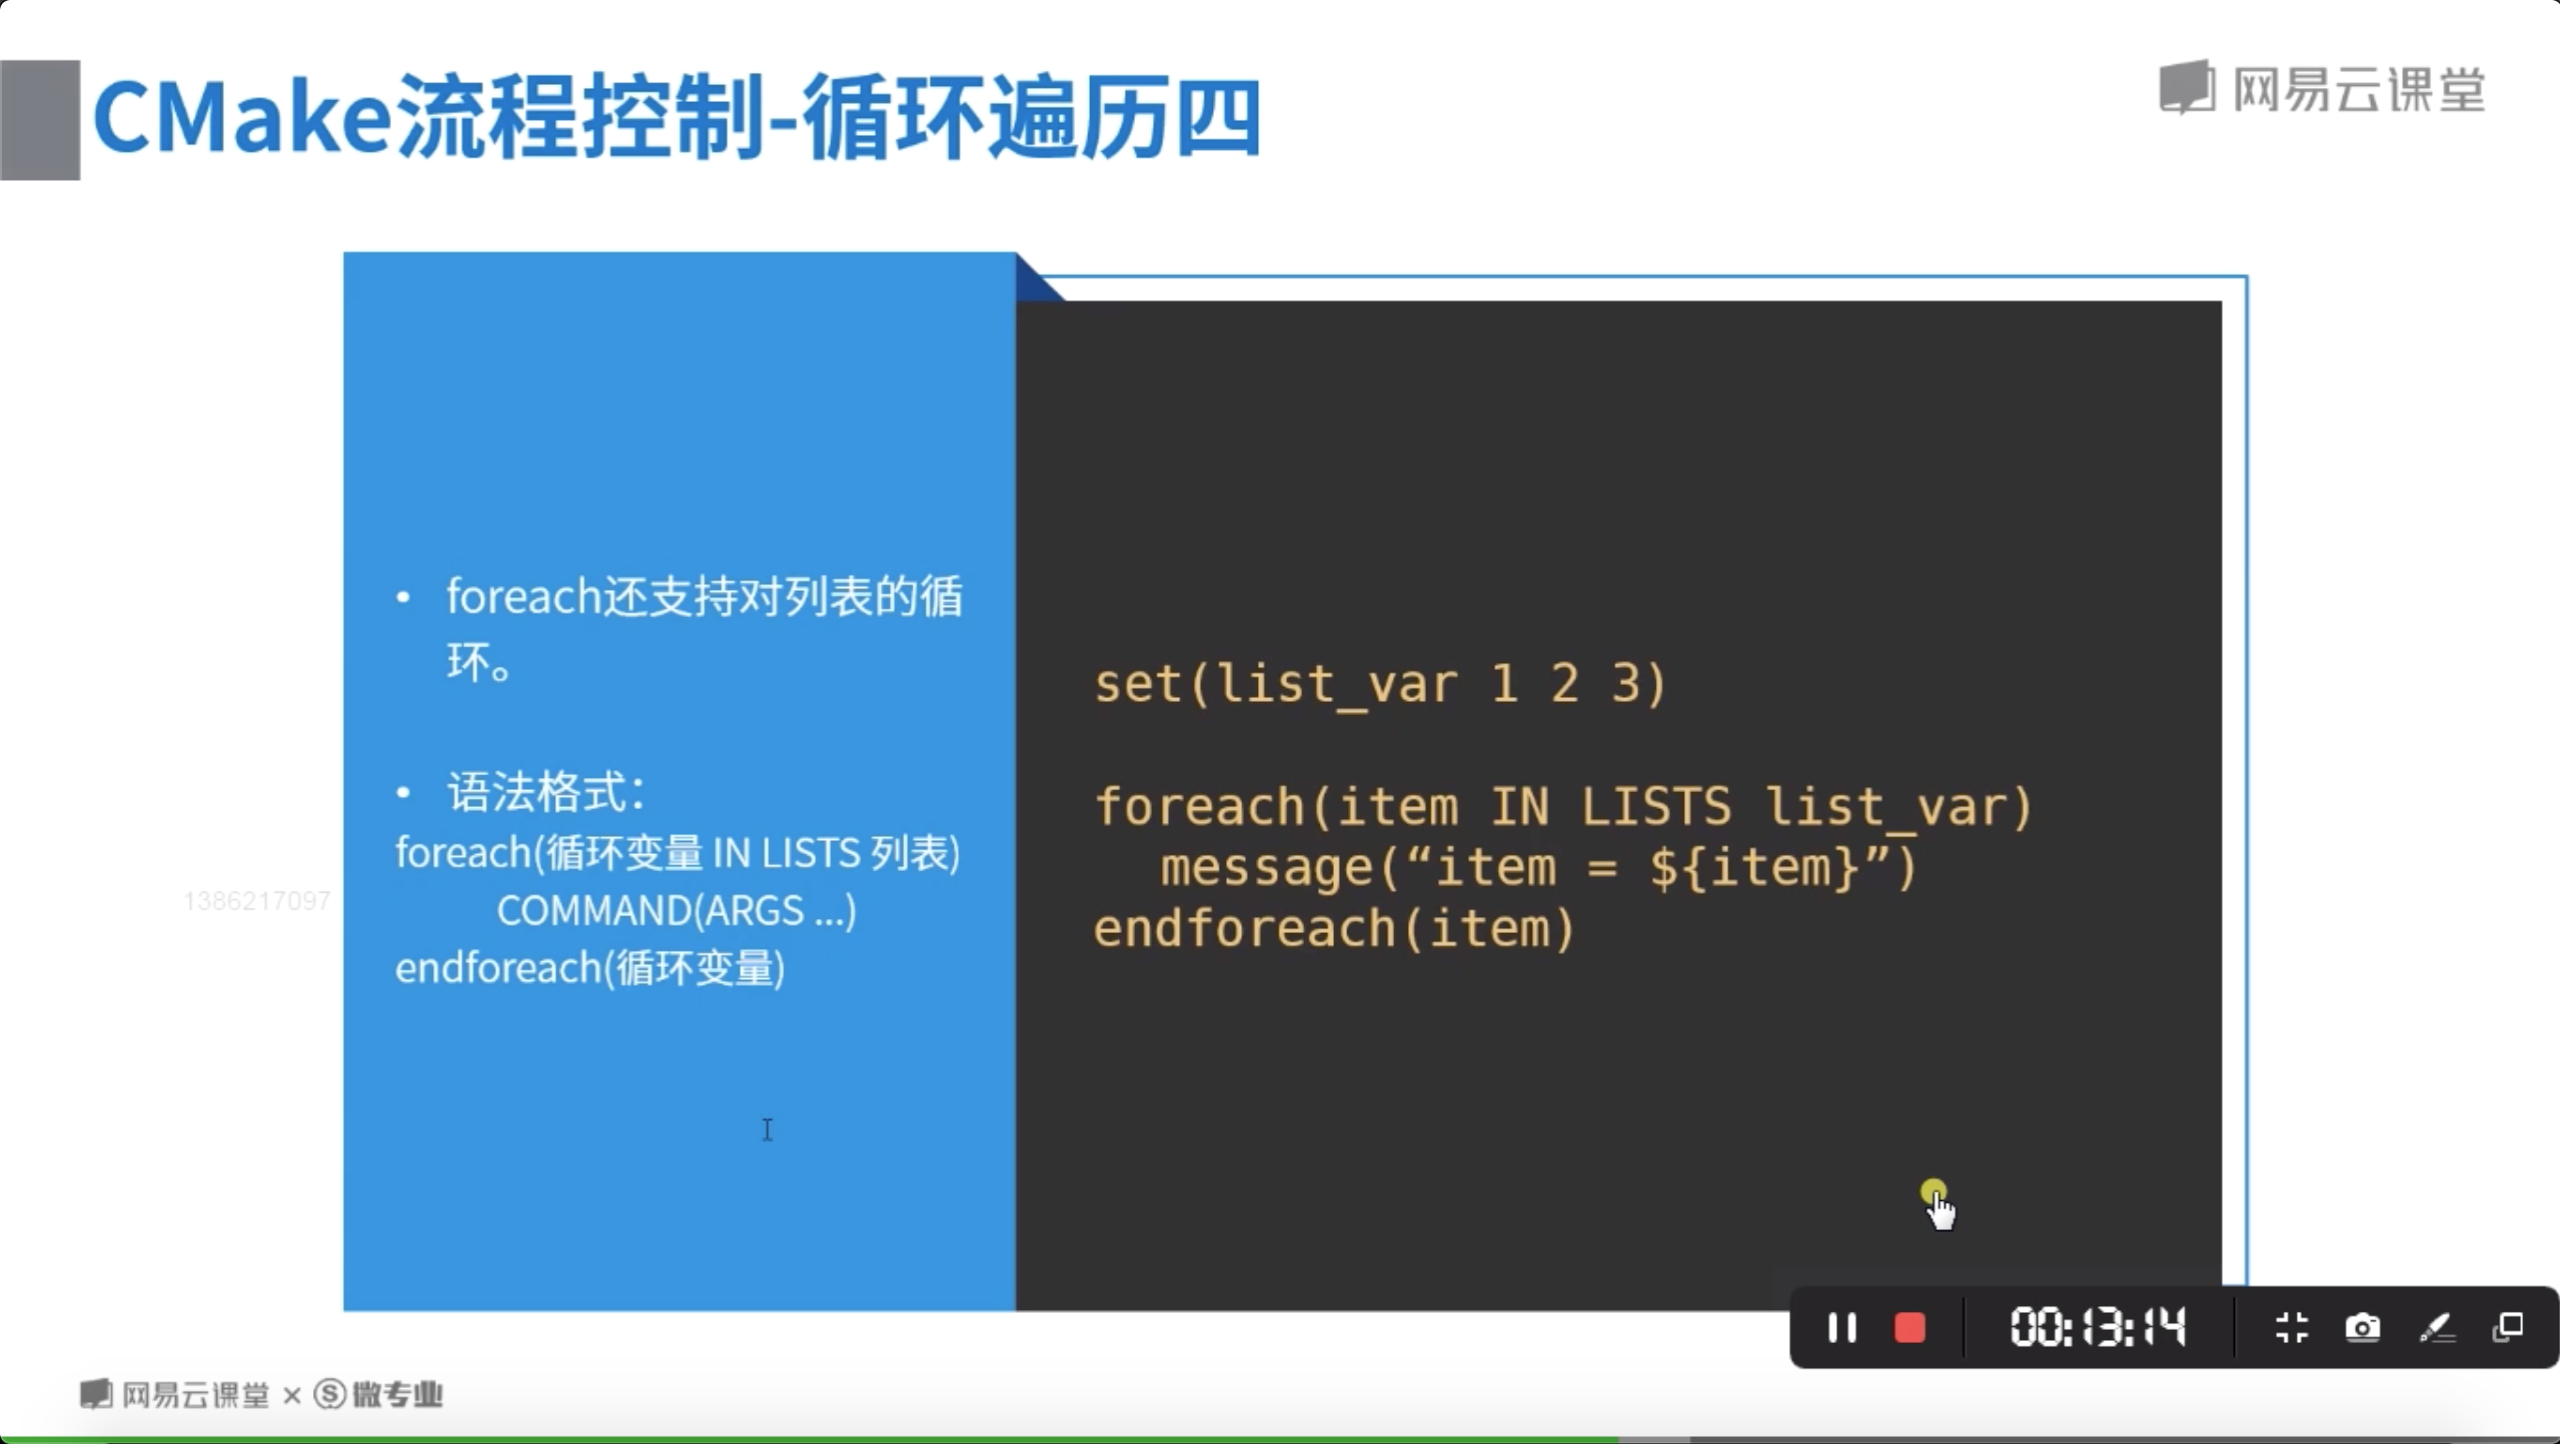 CMake流程控制-循环遍历四
网易云课堂
• foreach还支持对列表的循
环。
• 语法格式：
foreach(循环变量 IN LISTS 列表)
COMMAND(ARGS ...)
endforeach(循环变量)
set(list_var 1 2 3)
foreach(item IN LISTS list_var)
message(“item = ${item}”)
endforeach(item)
1386217097
00:13:14
网易云课堂 × 微专业